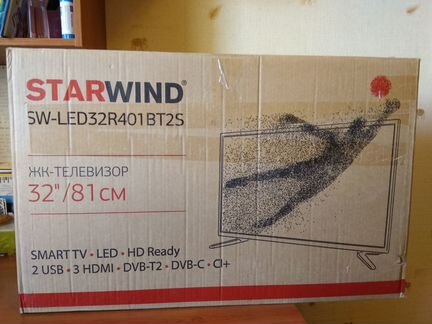 STARWIND®
SW-LED32R401BT2S
ЖК-ТЕЛЕВИЗОР
32"/81СМ
SMART TV • LED • HD Ready
2 USB • 3 HDMI • DVB-T2 • DVB-C • CI+